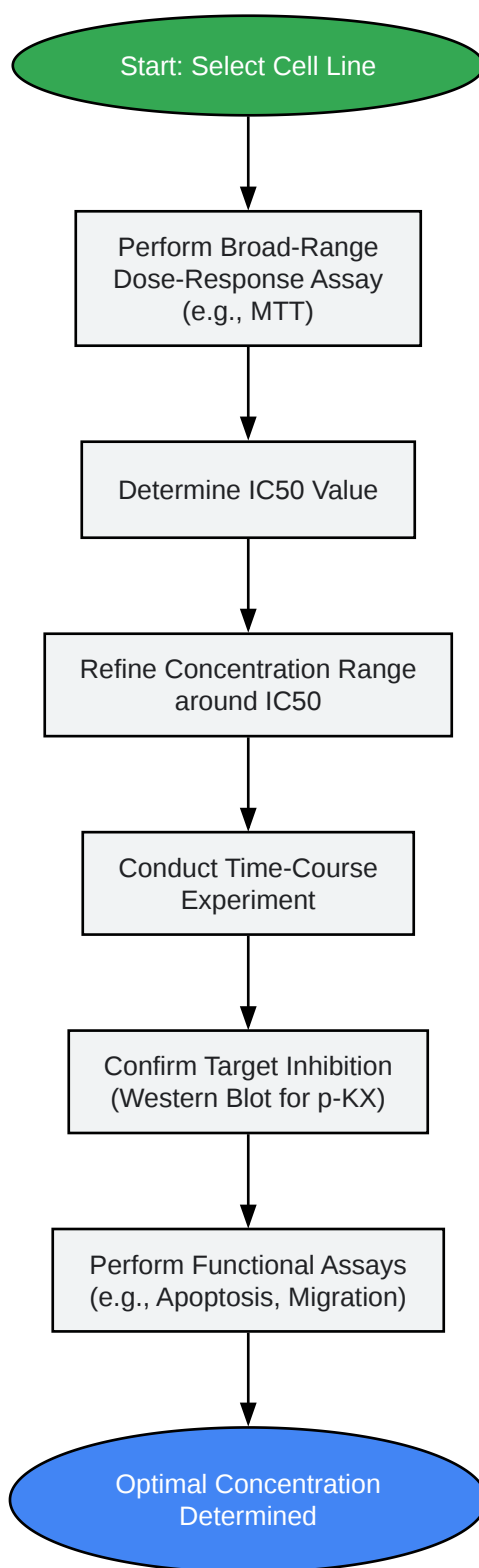 Start: Select Cell Line
Perform Broad-Range
Dose-Response Assay
(e.g., MTT)
Determine IC50 Value
Refine Concentration Range
around IC50
Conduct Time-Course
Experiment
Confirm Target Inhibition
(Western Blot for p-KX)
Perform Functional Assays
(e.g., Apoptosis, Migration)
Optimal Concentration
Determined